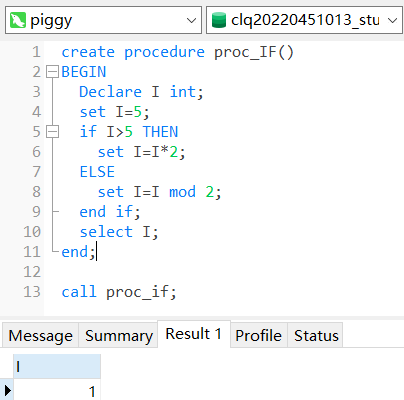 piggy clq20220451013_stu
1 create procedure proc_IF()
2 BEGIN
3 Declare I int;
4 set I=5;
5 if I>5 THEN
6 set I=I*2;
7 ELSE
8 set I=I mod 2;
9 end if;
10 select I;
11 end;
12
13 call proc_if;
Message Summary Result 1 Profile Status
I
1